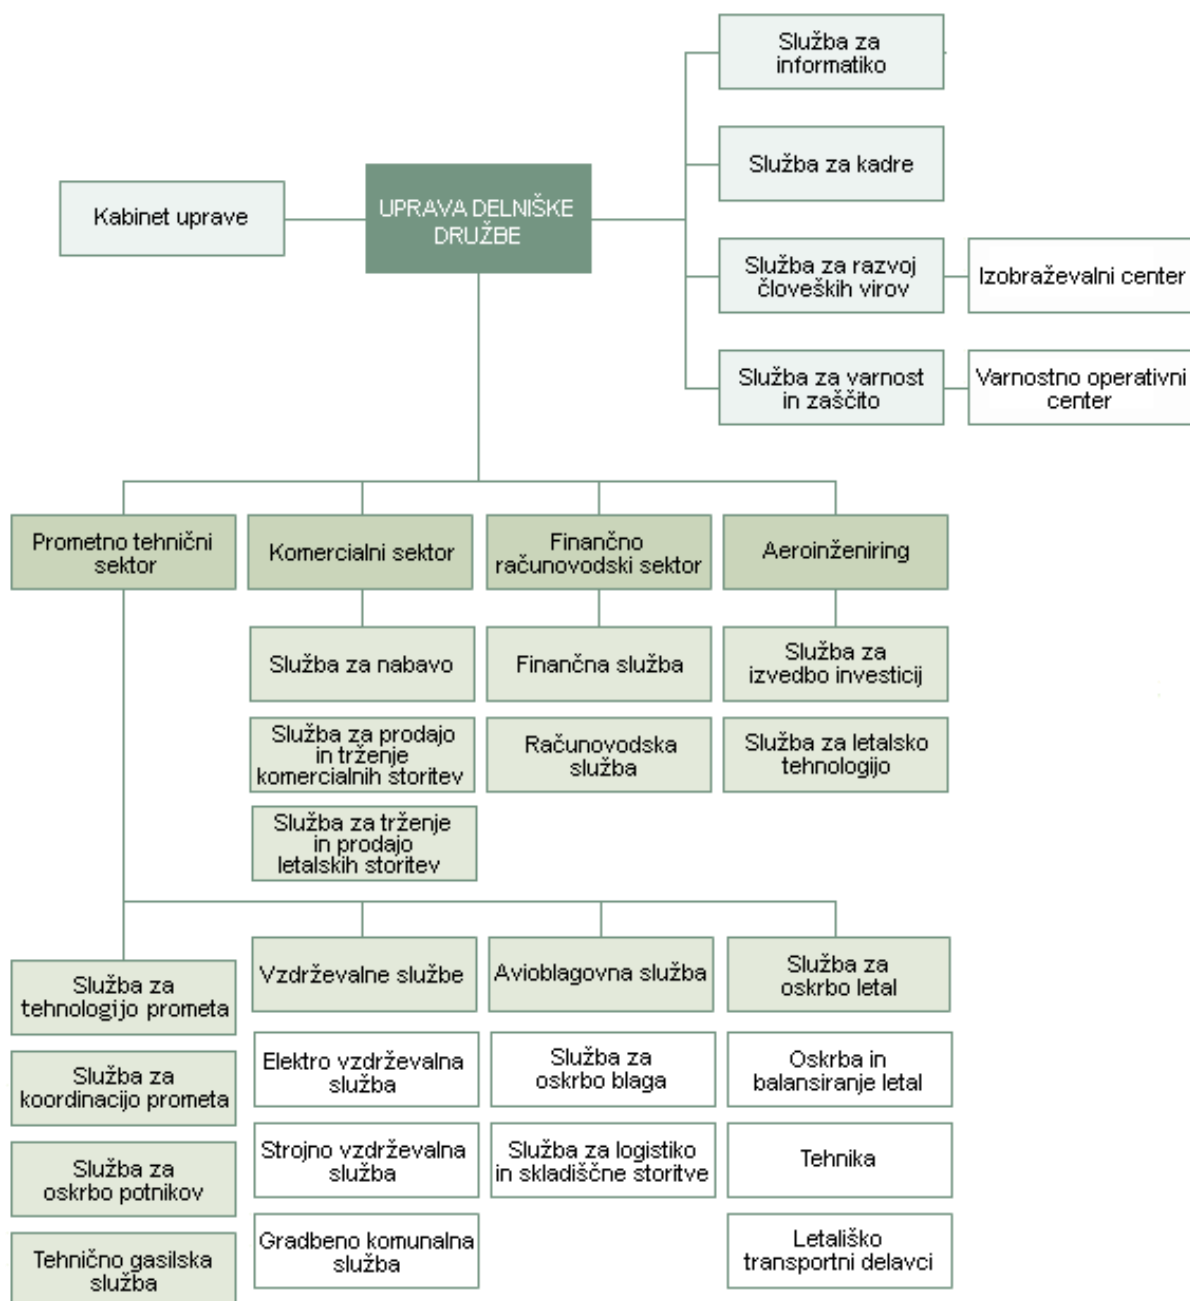 Služba za
informatiko
Služba za kadre
Kabinet uprave
UPRAVA DELNIŠKE
DRUŽBE
Služba za razvoj
človeških virov
Izobraževalni center
Služba za varnost
in zaščito
Varnostno operativni
center
Prometno tehnični
sektor
Komercialni sektor
Finančno
računovodski sektor
Aeroinženiring
Služba za nabavo
Finančna služba
Služba za
izvedbo investicij
Služba za prodajo
in trženje
komercialnih storitev
Računovodska
služba
Služba za letalsko
tehnologijo
Služba za trženje
in prodajo
letalskih storitev
Služba za
tehnologijo prometa
Vzdrževalne službe
Avioblagovna služba
Služba za
oskrbo letal
Služba za
koordinacijo prometa
Elektro vzdrževalna
služba
Služba za
oskrbo blaga
Oskrba in
balansiranje letal
Služba za
oskrbo potnikov
Strojno vzdrževalna
služba
Služba za logistiko
in skladiščne storitve
Tehnika
Tehnično gasilska
služba
Gradbeno komunalna
služba
Letališko
transportni delavci